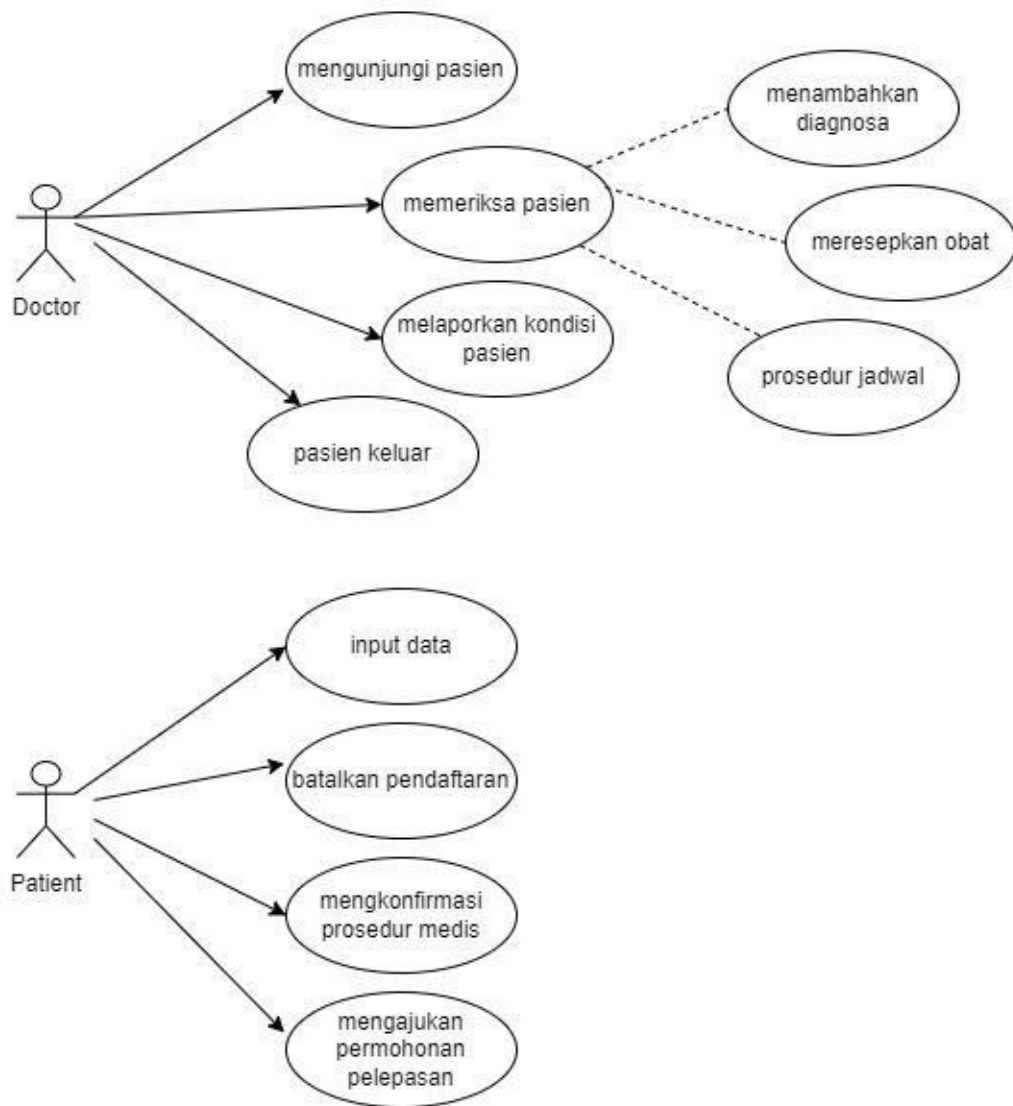 mengunjungi pasien
menambahkan
diagnosa
memeriksa pasien
meresepkan obat
Doctor
melaporkan kondisi
pasien
prosedur jadwal
pasien keluar
input data
batalkan pendaftaran
Patient
mengkonfirmasi
prosedur medis
mengajukan
permohonan
pelepasan